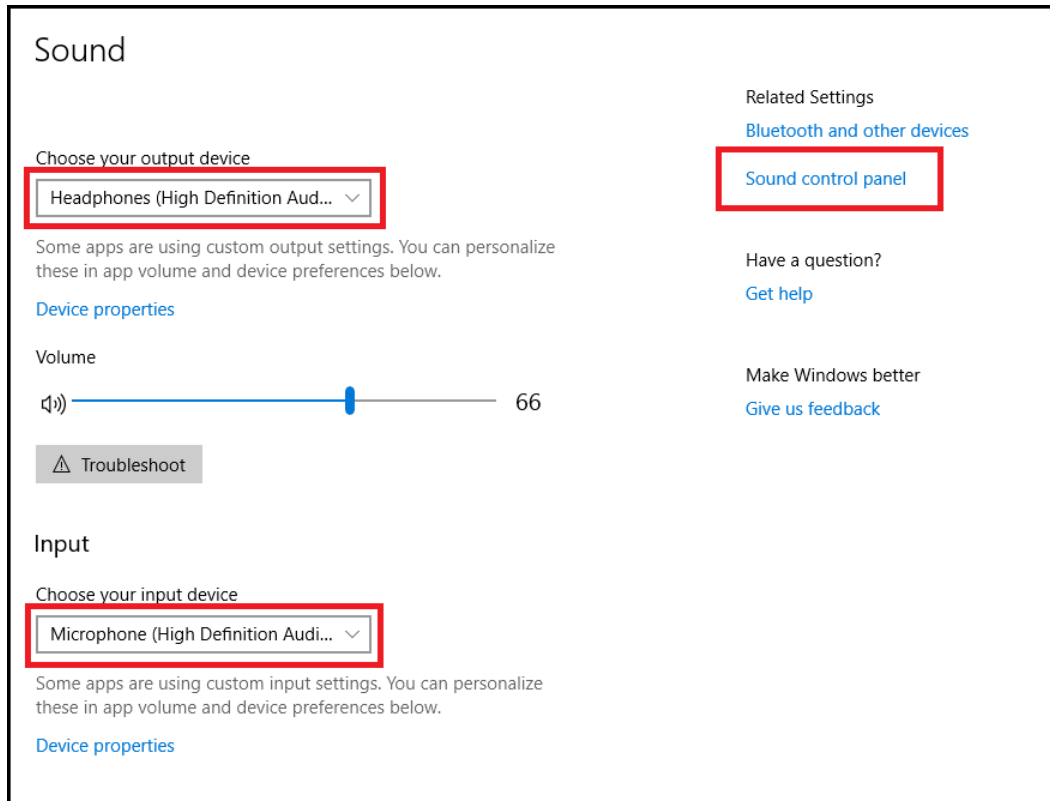 Sound
Choose your output device
Headphones (High Definition Aud...
Some apps are using custom output settings. You can personalize
these in app volume and device preferences below.
Device properties
Volume
66
Troubleshoot
Input
Choose your input device
Microphone (High Definition Audi...
Some apps are using custom input settings. You can personalize
these in app volume and device preferences below.
Device properties
Related Settings
Bluetooth and other devices
Sound control panel
Have a question?
Get help
Make Windows better
Give us feedback